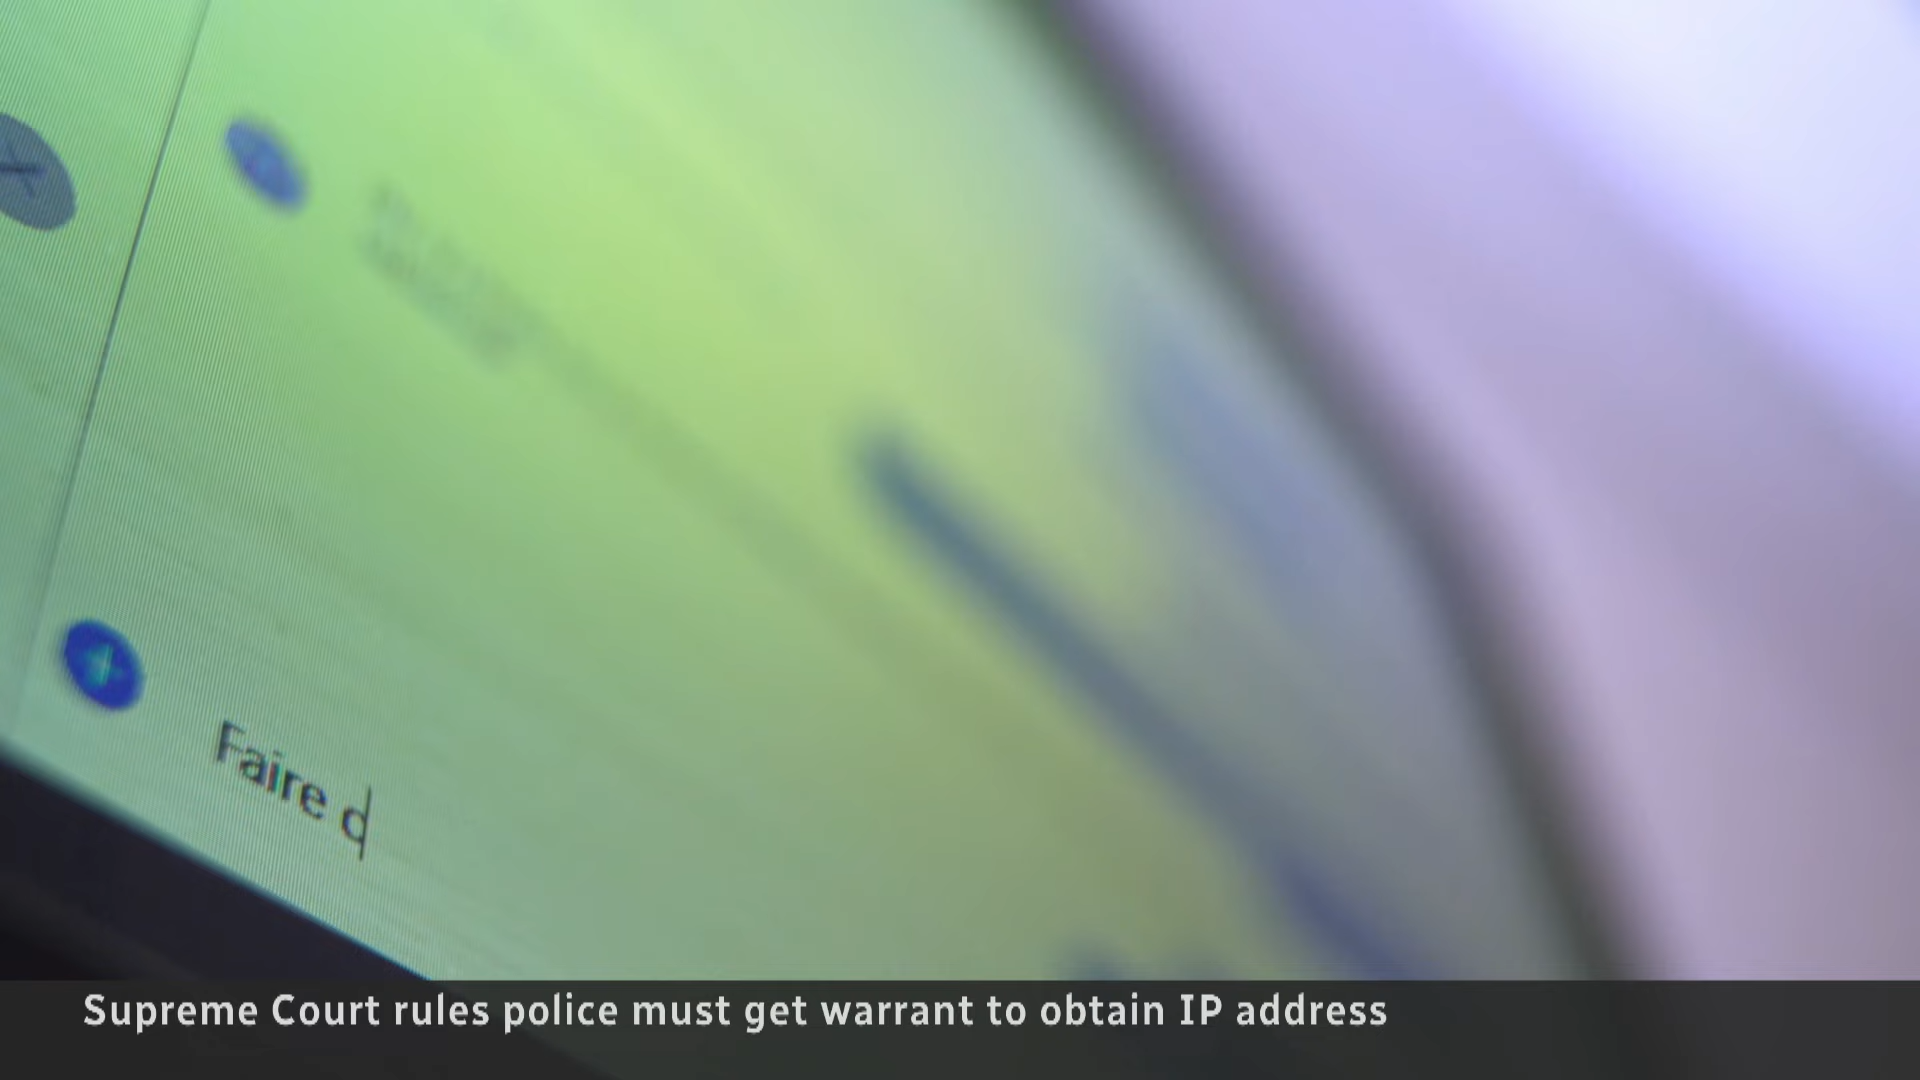 Faire d
Supreme Court rules police must get warrant to obtain IP address